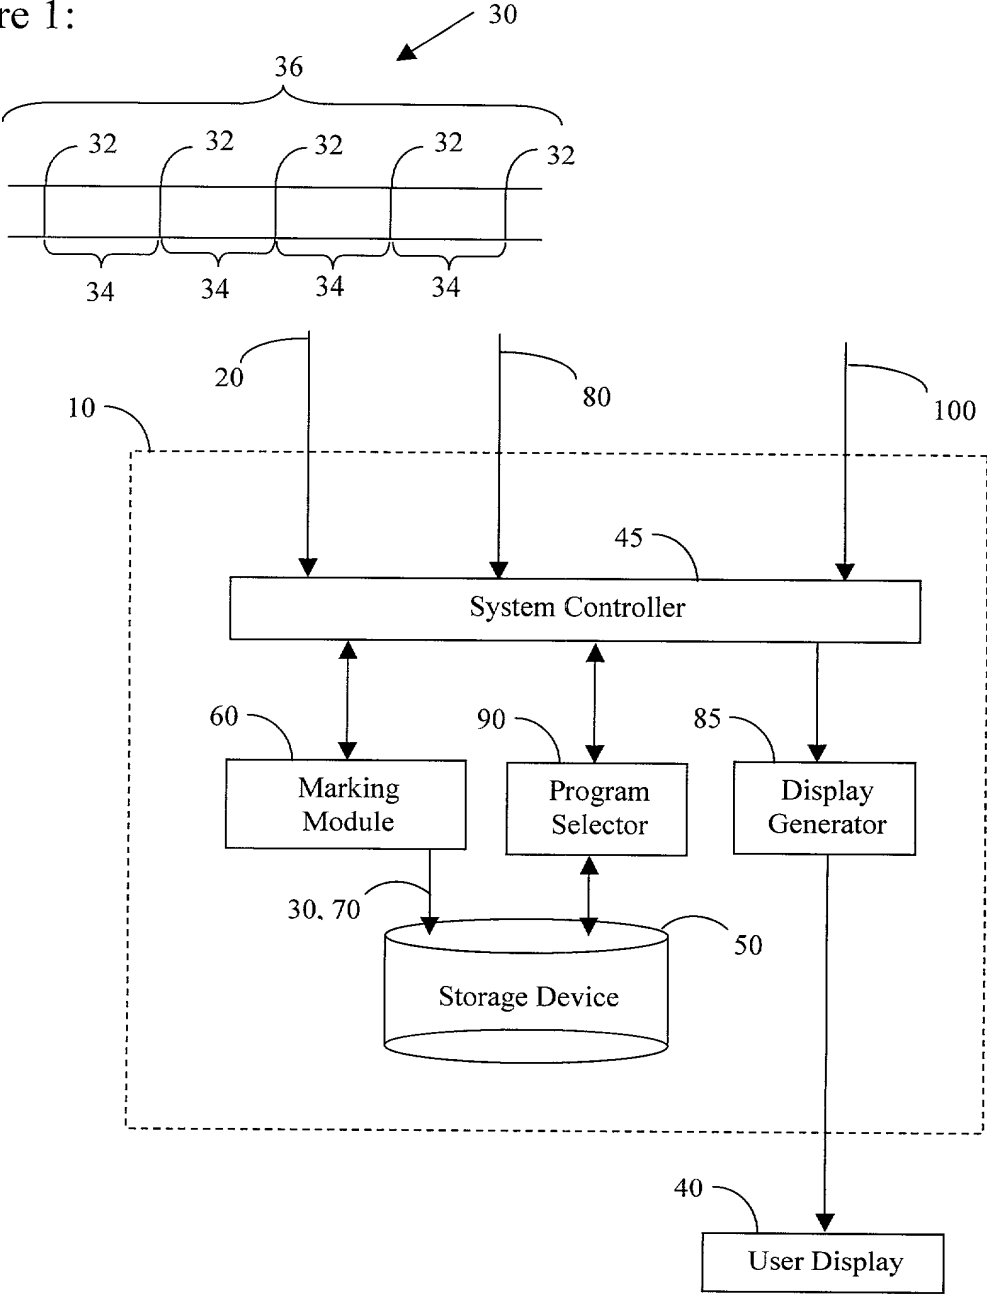 re 1:
30
36
32 32 32 32 32
34 34 34 34
20
80
100
10
45
System Controller
60
90
85
Marking
Module
Program
Selector
Display
Generator
30, 70
50
Storage Device
40
User Display